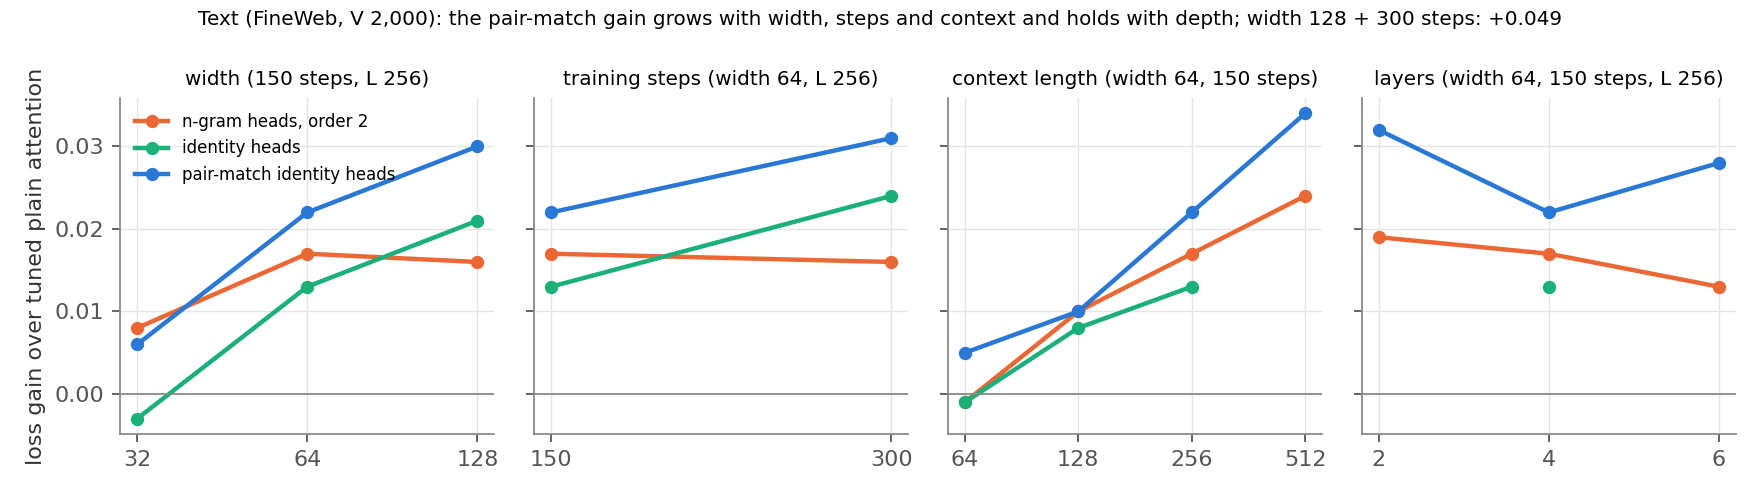 Text (FineWeb, V 2,000): the pair-match gain grows with width, steps and context and holds with depth; width 128 + 300 steps: +0.049
loss gain over tuned plain attention
width (150 steps, L 256)
n-gram heads, order 2
identity heads
pair-match identity heads
0.03
0.02
0.01
0.00
32 64 128
training steps (width 64, L 256)
150 300
context length (width 64, 150 steps)
64 128 256 512
layers (width 64, 150 steps, L 256)
2 4 6